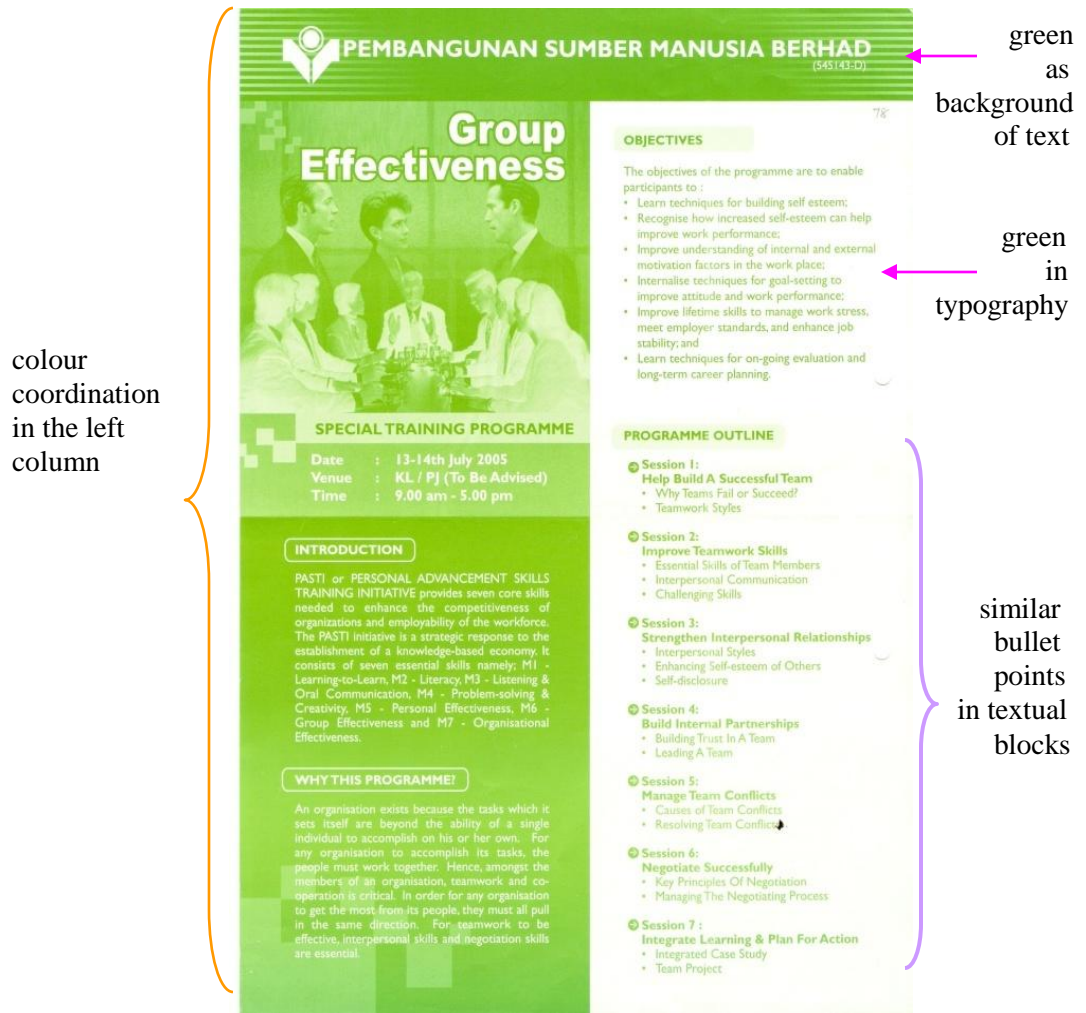 PEMBANGUNAN SUMBER MANUSIA BERHAD
(545143-D)
78
Group
Effectiveness
SPECIAL TRAINING PROGRAMME
Date : 13-14th July 2005
Venue : KL / PJ (To Be Advised)
Time : 9.00 am - 5.00 pm
INTRODUCTION
PASTI or PERSONAL ADVANCEMENT SKILLS
TRAINING INITIATIVE provides seven core skills
needed to enhance the competitiveness of
organizations and employability of the workforce.
The PASTI initiative is a strategic response to the
establishment of a knowledge-based economy. It
consists of seven essential skills namely; M1 -
Learning-to-Learn, M2 - Literacy, M3 - Listening &
Oral Communication, M4 - Problem-solving &
Creativity, M5 - Personal Effectiveness, M6 -
Group Effectiveness and M7 - Organisational
Effectiveness.
WHY THIS PROGRAMME?
An organisation exists because the tasks which it
sets itself are beyond the ability of a single
individual to accomplish on his or her own. For
any organisation to accomplish its tasks, the
people must work together. Hence, amongst the
members of an organisation, teamwork and co-
operation is critical. In order for any organisation
to get the most from its people, they must all pull
in the same direction. For teamwork to be
effective, interpersonal skills and negotiation skills
are essential.
OBJECTIVES
The objectives of the programme are to enable
participants to :
• Learn techniques for building self esteem;
• Recognise how increased self-esteem can help
improve work performance;
• Improve understanding of internal and external
motivation factors in the work place;
• Internalise techniques for goal-setting to
improve attitude and work performance;
• Improve lifetime skills to manage work stress,
meet employer standards, and enhance job
stability; and
• Learn techniques for on-going evaluation and
long-term career planning.
PROGRAMME OUTLINE
Session 1:
Help Build A Successful Team
• Why Teams Fail or Succeed?
• Teamwork Styles
Session 2:
Improve Teamwork Skills
• Essential Skills of Team Members
• Interpersonal Communication
• Challenging Skills
Session 3:
Strengthen Interpersonal Relationships
• Interpersonal Styles
• Enhancing Self-esteem of Others
• Self-disclosure
Session 4:
Build Internal Partnerships
• Building Trust In A Team
• Leading A Team
Session 5:
Manage Team Conflicts
• Causes of Team Conflicts
• Resolving Team Conflicts
Session 6:
Negotiate Successfully
• Key Principles Of Negotiation
• Managing The Negotiating Process
Session 7 :
Integrate Learning & Plan For Action
• Integrated Case Study
• Team Project
colour
coordination
in the left
column
green
as
background
of text
green
in
typography
similar
bullet
points
in textual
blocks